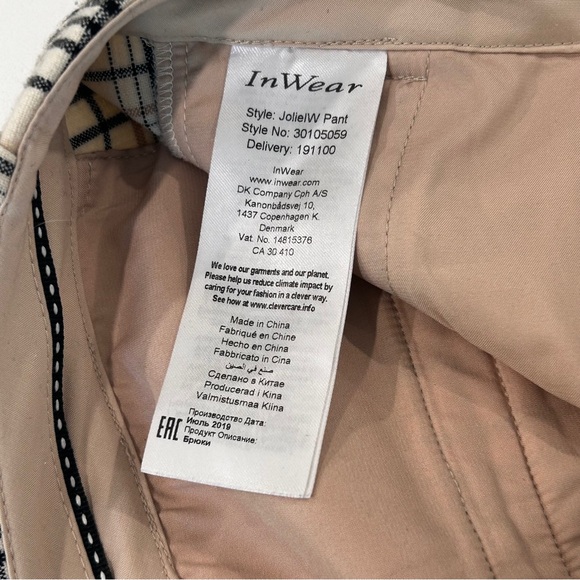 InWear
Style: JolieIW Pant
Style No: 30105059
Delivery: 191100
InWear
www.inwear.com
DK Company Cph A/S
Kanonbådsvej 10,
1437 Copenhagen K.
Denmark
Vat. No. 14815376
CA 30 410
We love our garments and our planet.
Please help us reduce climate impact by
caring for your fashion in a clever way.
See how at www.clevercare.info
Made in China
Fabriqué en Chine
Hecho en China
Fabbricato in Cina
صنع في الصين
Сделано в Китае
Producerad i Kina
Valmistusmaa Kiina
Производство Дата:
EAC Июль 2019
Продукт Описание:
Брюки